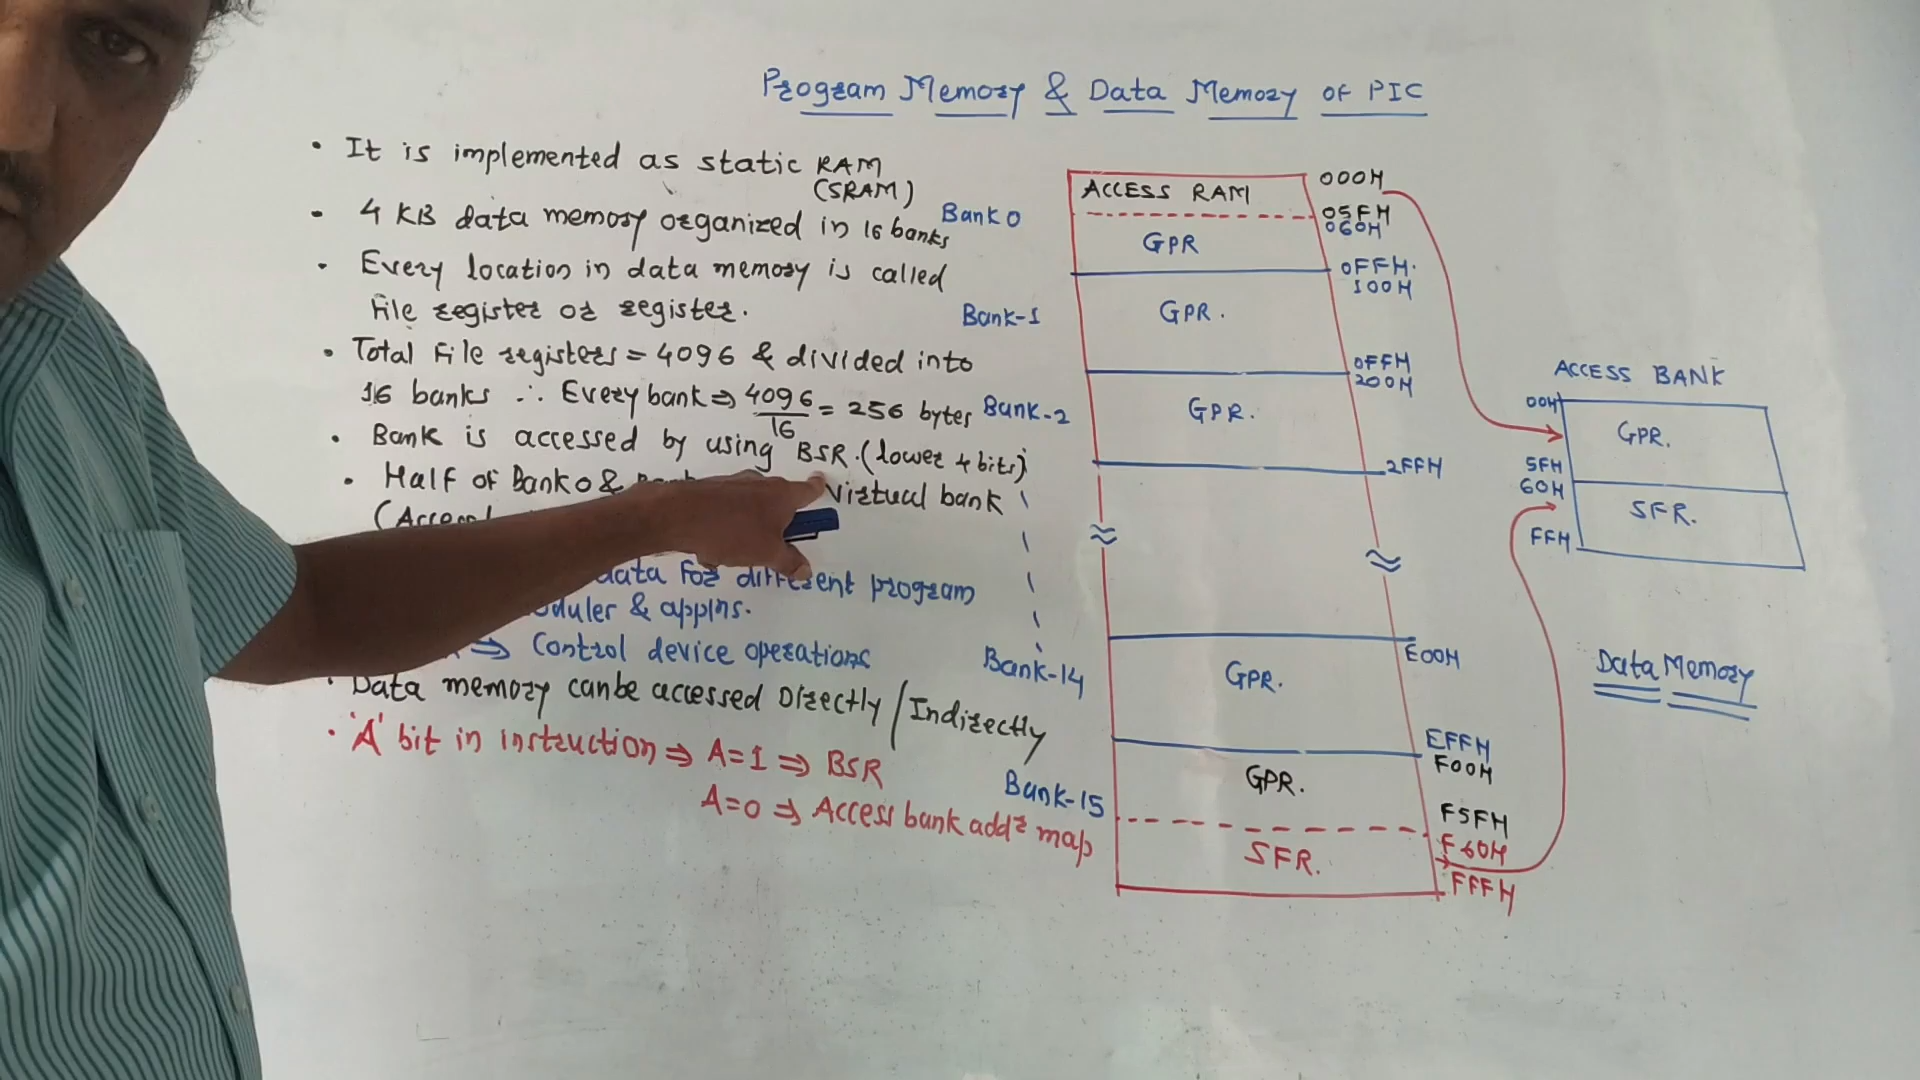 Program Memory & Data Memory of PIC
• It is implemented as static RAM
(SRAM)
• 4 KB data memory organized in 16 banks
• Every location in data memory is called
File register or register.
• Total File registers = 4096 & divided into
16 banks ∴ Every bank ⇒ 4096/16 = 256 bytes
• Bank is accessed by using BSR. (lower 4 bits)
• Half of Bank 0 & virtual bank
data For different program
& applns.
⇒ Control device operations
• Data memory can be accessed Directly / Indirectly
• 'A' bit in instruction ⇒ A=1 ⇒ BSR
A=0 ⇒ Access bank addr map
Bank 0
Bank-1
Bank-2
Bank-14
Bank-15
ACCESS RAM
GPR
GPR.
GPR.
GPR.
GPR.
SFR.
000H
05FH
060H
0FFH.
100H
0FFH
200H
2FFH
E00H
EFFH
F00H
F5FH
F60H
FFFH
ACCESS BANK
00H
GPR.
5FH
60H
SFR.
FFH
Data Memory